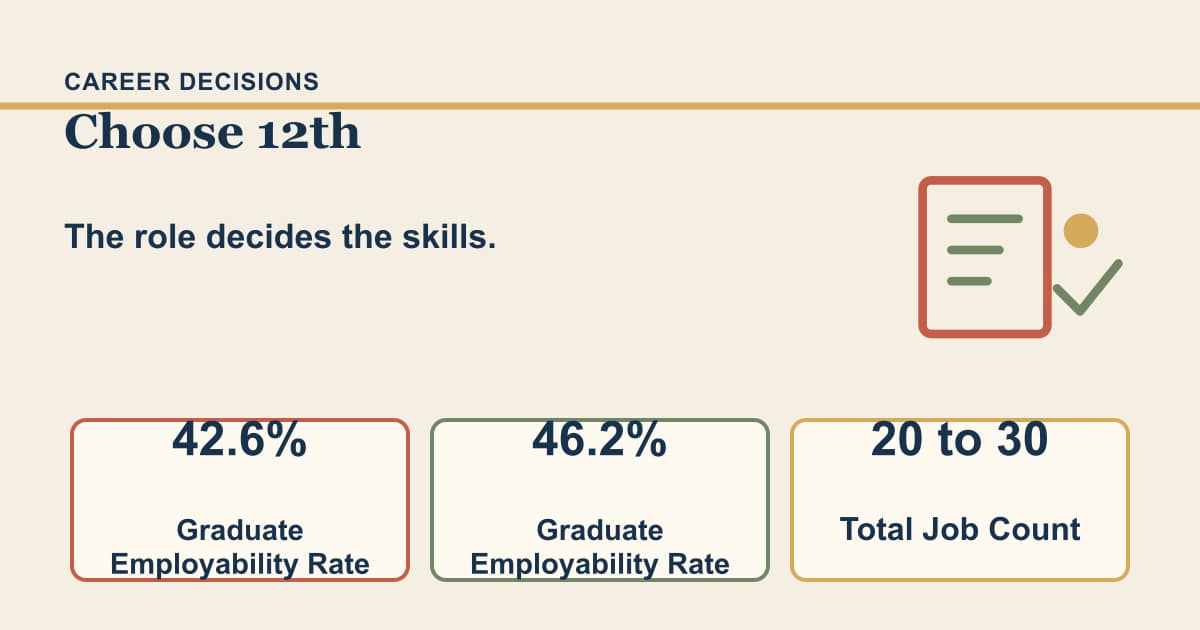 CAREER DECISIONS
Choose 12th
The role decides the skills.
42.6%
Graduate
Employability Rate
46.2%
Graduate
Employability Rate
20 to 30
Total Job Count